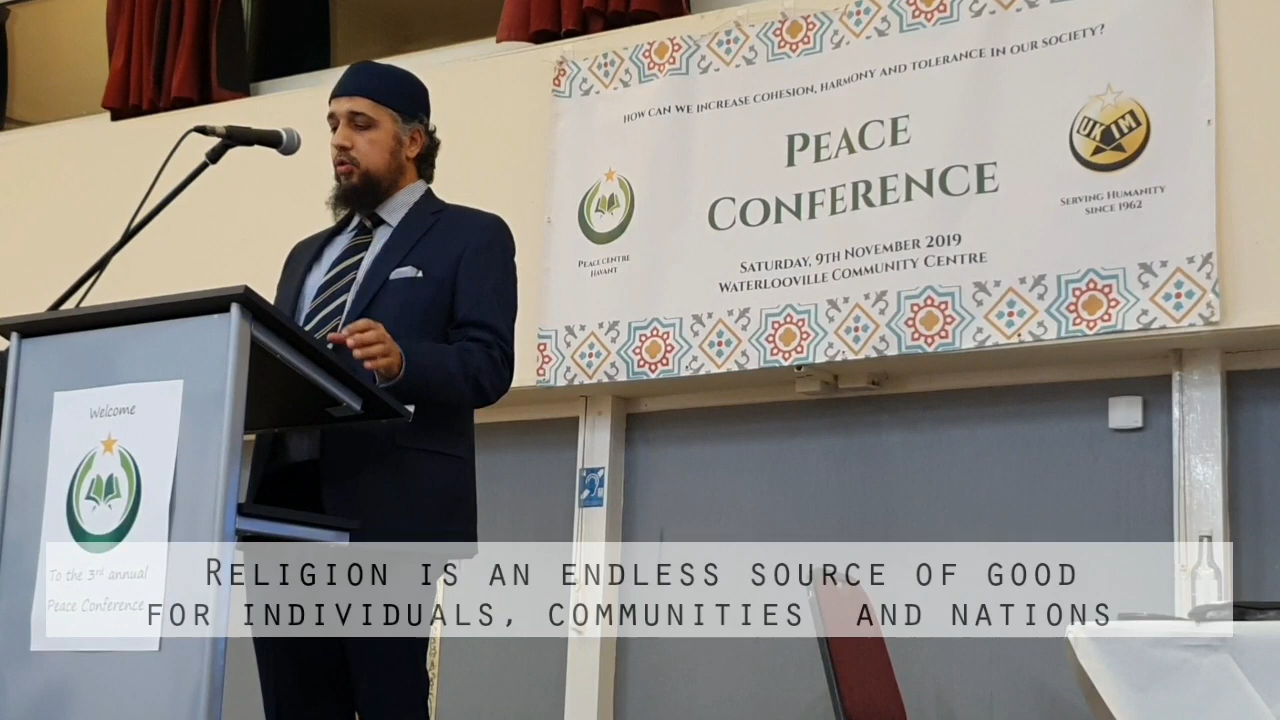 HOW CAN WE INCREASE COHESION, HARMONY AND TOLERANCE IN OUR SOCIETY?
PEACE
CONFERENCE
SATURDAY, 9TH NOVEMBER 2019
WATERLOOVILLE COMMUNITY CENTRE
PEACE CENTRE
HAVANT
UKIM
SERVING HUMANITY
SINCE 1962
Welcome
To the 3rd annual
Peace Conference
RELIGION IS AN ENDLESS SOURCE OF GOOD
FOR INDIVIDUALS, COMMUNITIES AND NATIONS